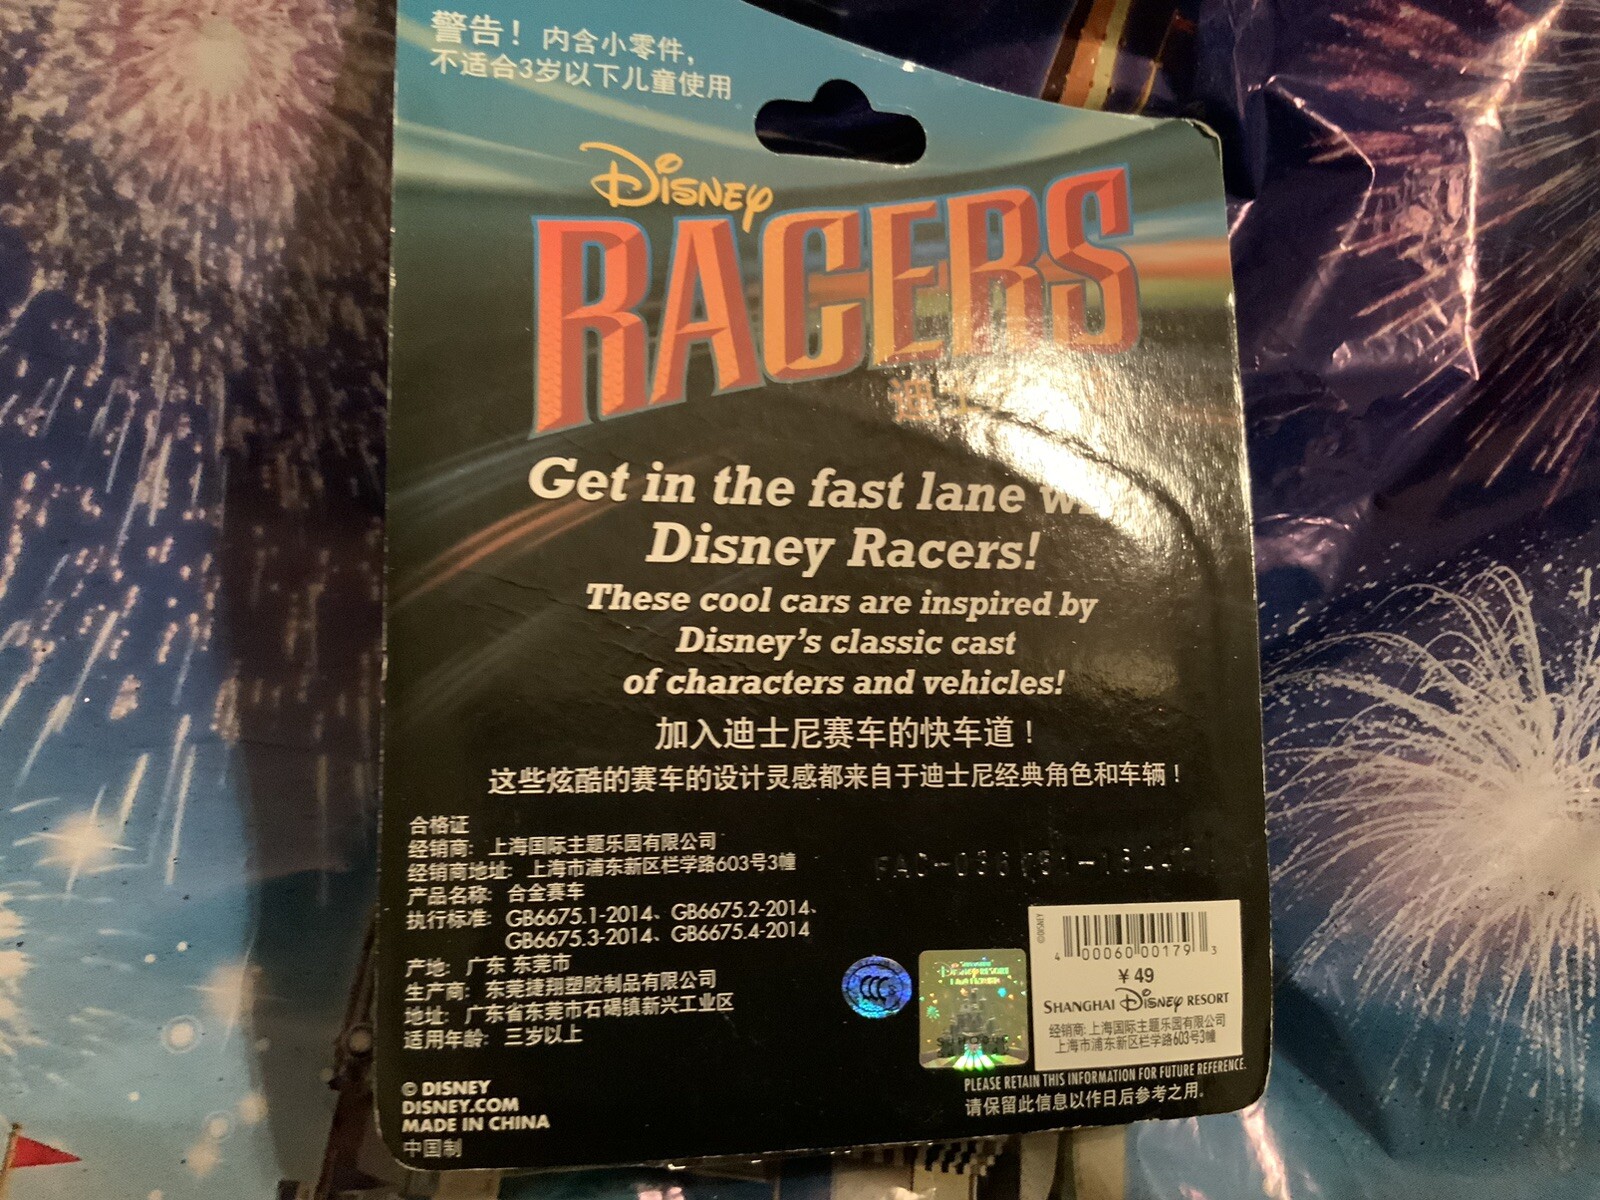 警告！内含小零件，
不适合3岁以下儿童使用
Disney
RACERS
迪士
Get in the fast lane
Disney Racers!
These cool cars are inspired by
Disney's classic cast
of characters and vehicles!
加入迪士尼赛车的快车道！
这些炫酷的赛车的设计灵感都来自于迪士尼经典角色和车辆！
合格证
经销商: 上海国际主题乐园有限公司
经销商地址: 上海市浦东新区栏学路603号3幢
产品名称: 合金赛车
执行标准: GB6675.1-2014、GB6675.2-2014、
GB6675.3-2014、GB6675.4-2014
产地: 广东 东莞市
生产商: 东莞捷翔塑胶制品有限公司
地址: 广东省东莞市石碣镇新兴工业区
适用年龄: 三岁以上
© DISNEY
DISNEY.COM
MADE IN CHINA
中国制
CCC
©DISNEY
4 00060 00179 3
¥ 49
SHANGHAI Disney RESORT
经销商: 上海国际主题乐园有限公司
上海市浦东新区栏学路603号3幢
PLEASE RETAIN THIS INFORMATION FOR FUTURE REFERENCE.
请保留此信息以作日后参考之用。